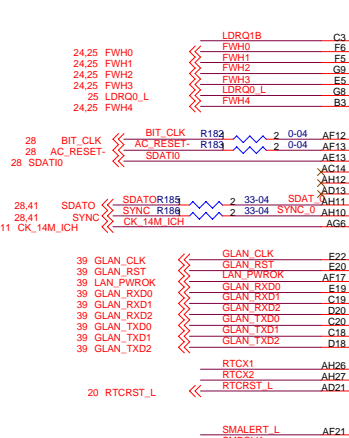 LDRQ1B C3
24,25 FWH0 FWH0 F6
24,25 FWH1 FWH1 F5
24,25 FWH2 FWH2 G9
24,25 FWH3 FWH3 E5
25 LDRQ0_L LDRQ0_L G8
24,25 FWH4 FWH4 B3
28 BIT_CLK BIT_CLK R182 2 0-04 AF12
28 AC_RESET- AC_RESET- R183 2 0-04 AF13
28 SDATI0 SDATI0 AE13
AC14
AH12
AD13
28,41 SDATO SDATO R185 2 33-04 SDAT_0 AH11
28,41 SYNC SYNC R186 2 33-04 SYNC_0 AH10
11 CK_14M_ICH CK_14M_ICH AG6
39 GLAN_CLK GLAN_CLK E22
39 GLAN_RST GLAN_RST E20
39 LAN_PWROK LAN_PWROK AF17
39 GLAN_RXD0 GLAN_RXD0 E19
39 GLAN_RXD1 GLAN_RXD1 C19
39 GLAN_RXD2 GLAN_RXD2 D20
39 GLAN_TXD0 GLAN_TXD0 C20
39 GLAN_TXD1 GLAN_TXD1 C18
39 GLAN_TXD2 GLAN_TXD2 D18
RTCX1 AH26
RTCX2 AH27
20 RTCRST_L RTCRST_L AD21
SMALERT_L AF21